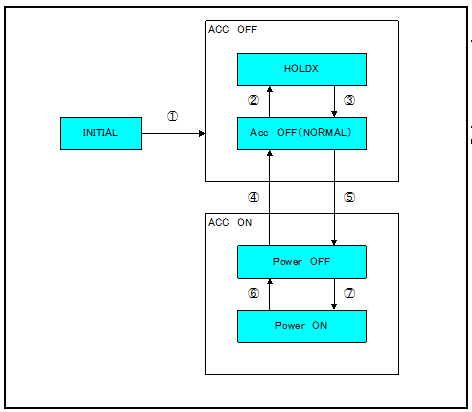 ACC OFF
HOLDX
② ③
①
INITIAL
Acc OFF(NORMAL)
④ ⑤
ACC ON
Power OFF
⑥ ⑦
Power ON